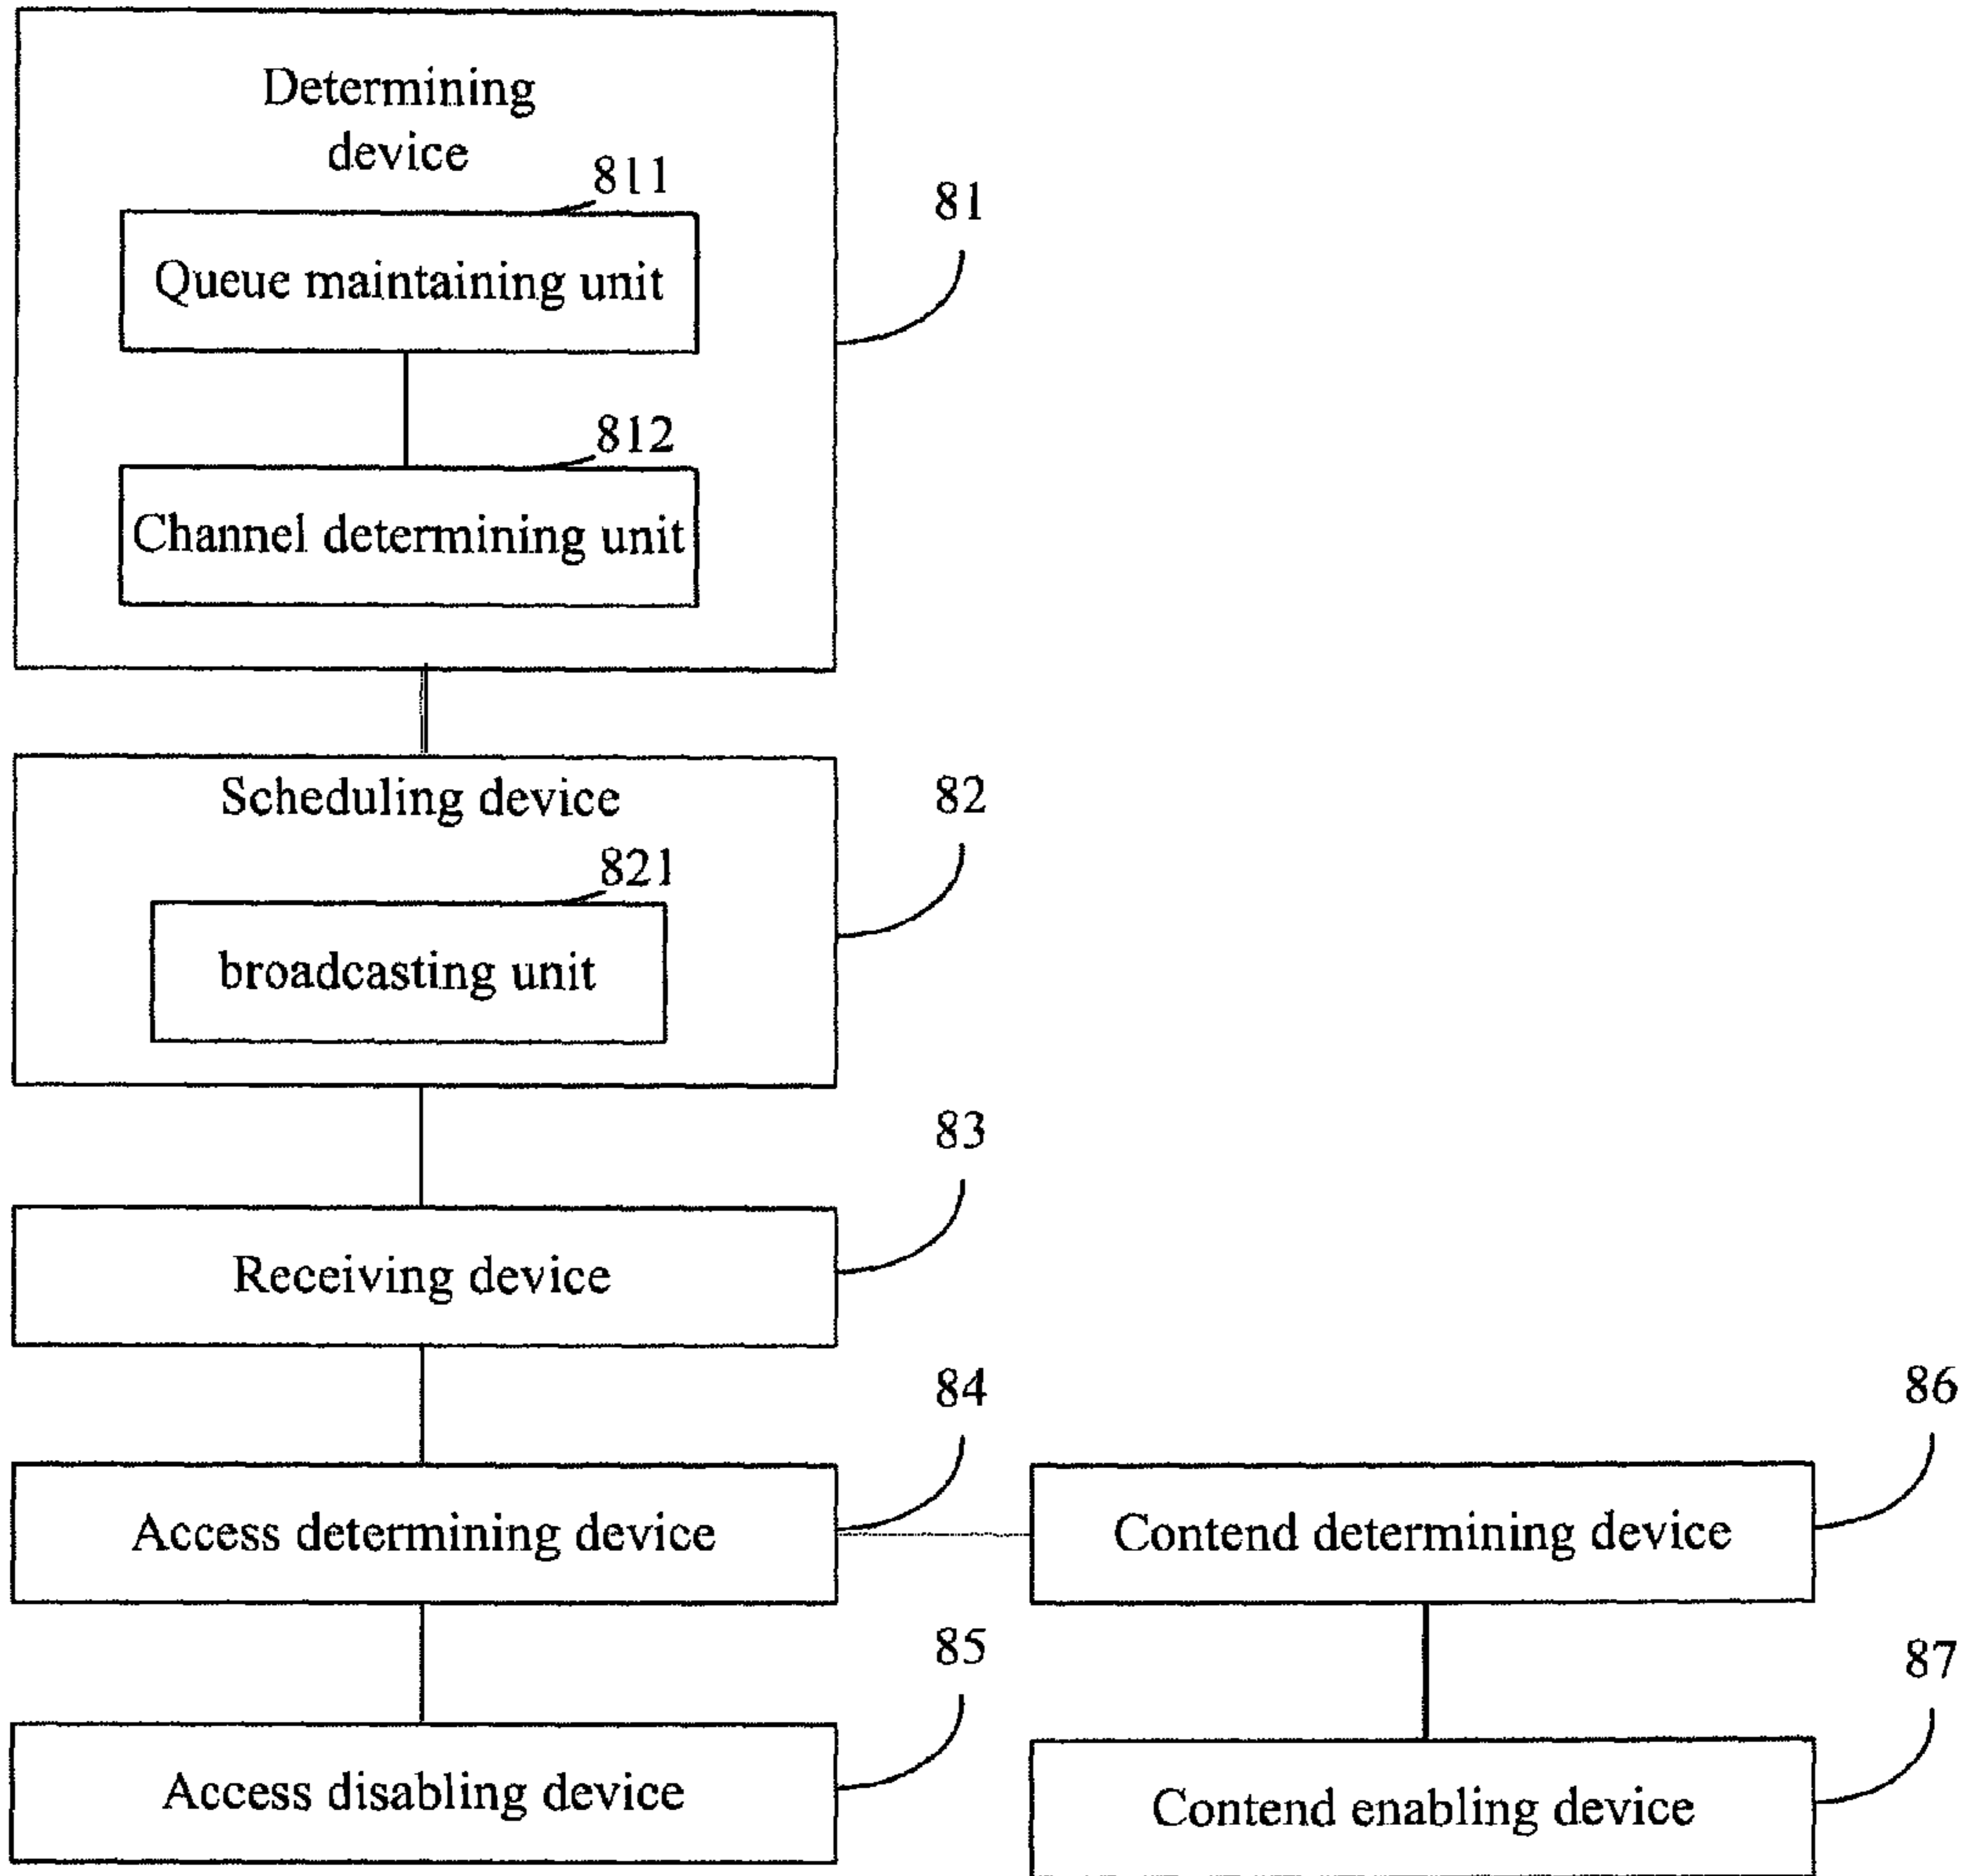 Determining
device
811
81
Queue maintaining unit
812
Channel determining unit
Scheduling device
82
821
broadcasting unit
83
Receiving device
84
86
Access determining device
Contend determining device
85
87
Access disabling device
Contend enabling device